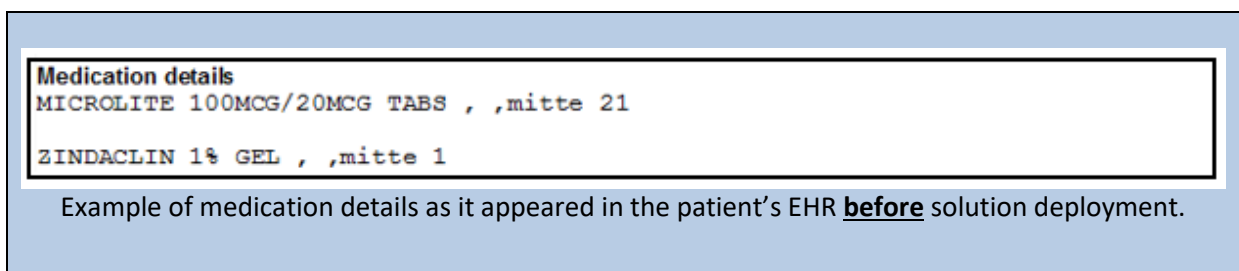 Medication details
MICROLITE 100MCG/20MCG TABS , ,mitte 21
ZINDACLIN 1% GEL , ,mitte 1
Example of medication details as it appeared in the patient’s EHR before solution deployment.